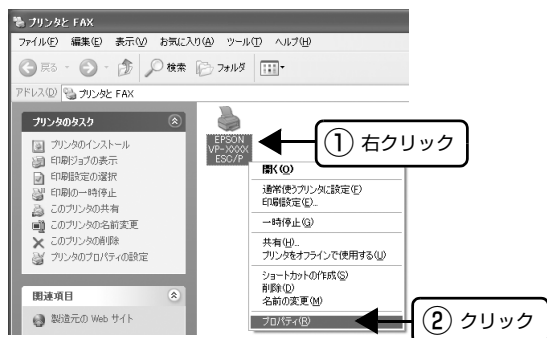 プリンタと FAX
ファイル(F) 編集(E) 表示(V) お気に入り(A) ツール(T) ヘルプ(H)
戻る 検索 フォルダ
アドレス(D) プリンタと FAX
プリンタのタスク
プリンタのインストール
印刷ジョブの表示
印刷設定の選択
印刷の一時停止
このプリンタの共有
このプリンタの名前変更
このプリンタの削除
プリンタのプロパティの設定
関連項目
製造元の Web サイト
EPSON
VP-XXXX
ESC/P
① 右クリック
開く(O)
通常使うプリンタに設定(F)
印刷設定(E)...
一時停止(G)
共有(H)...
プリンタをオフラインで使用する(U)
ショートカットの作成(S)
削除(D)
名前の変更(M)
プロパティ(R)
② クリック